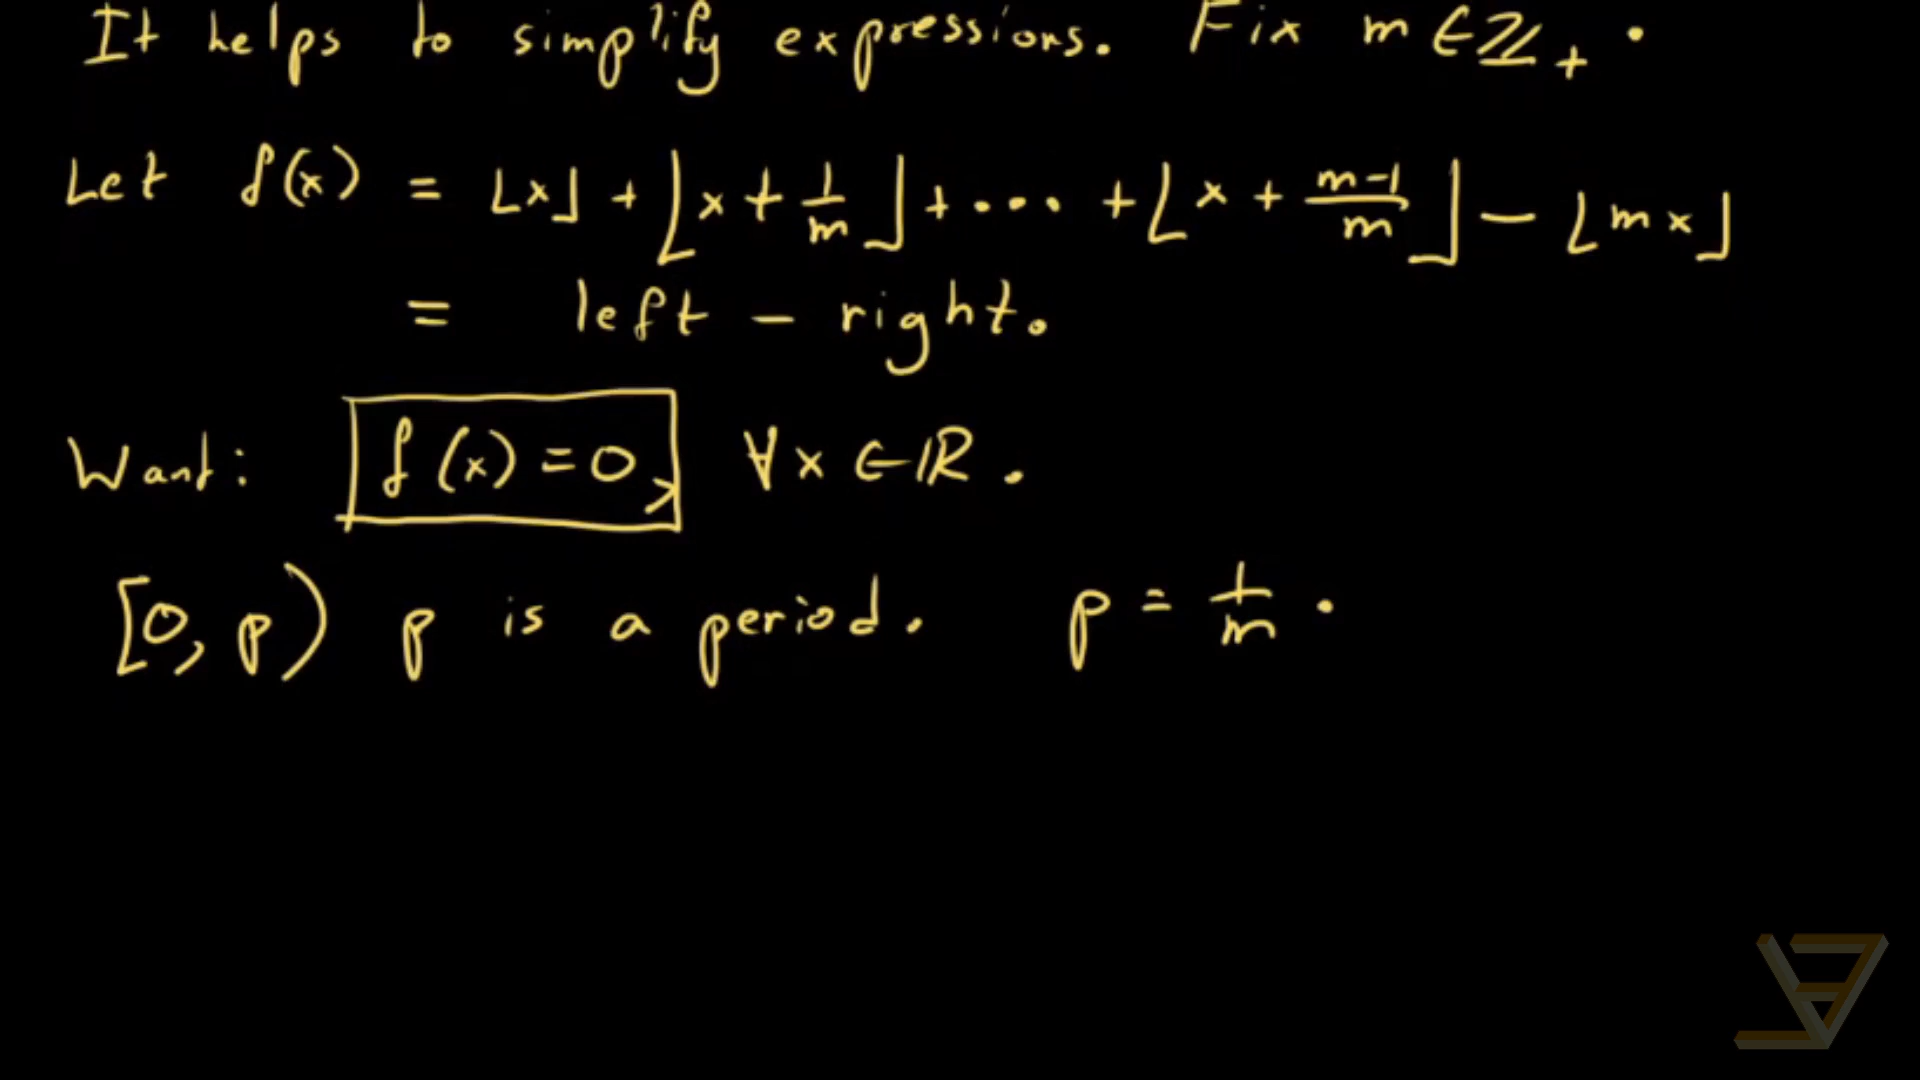 It helps to simplify expressions. Fix m ∈ ℤ₊ .
Let f(x) = ⌊x⌋ + ⌊x + 1/m⌋ + ··· + ⌊x + (m-1)/m⌋ − ⌊mx⌋
= left − right.
Want: f(x) = 0, ∀x ∈ ℝ .
[0, p) p is a period. p = 1/m .